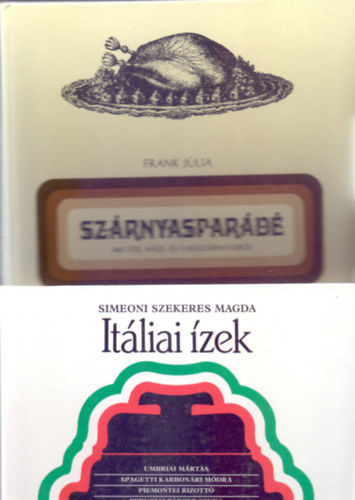 FRANK JÚLIA
SZÁRNYASPARÁDÉ
SIMEONI SZEKERES MAGDA
Itáliai ízek
UMBRIAI MÁRTÁS
SPAGETTI KARBONÁRI MÓDRA
PIEMONTEI RIZOTTÓ